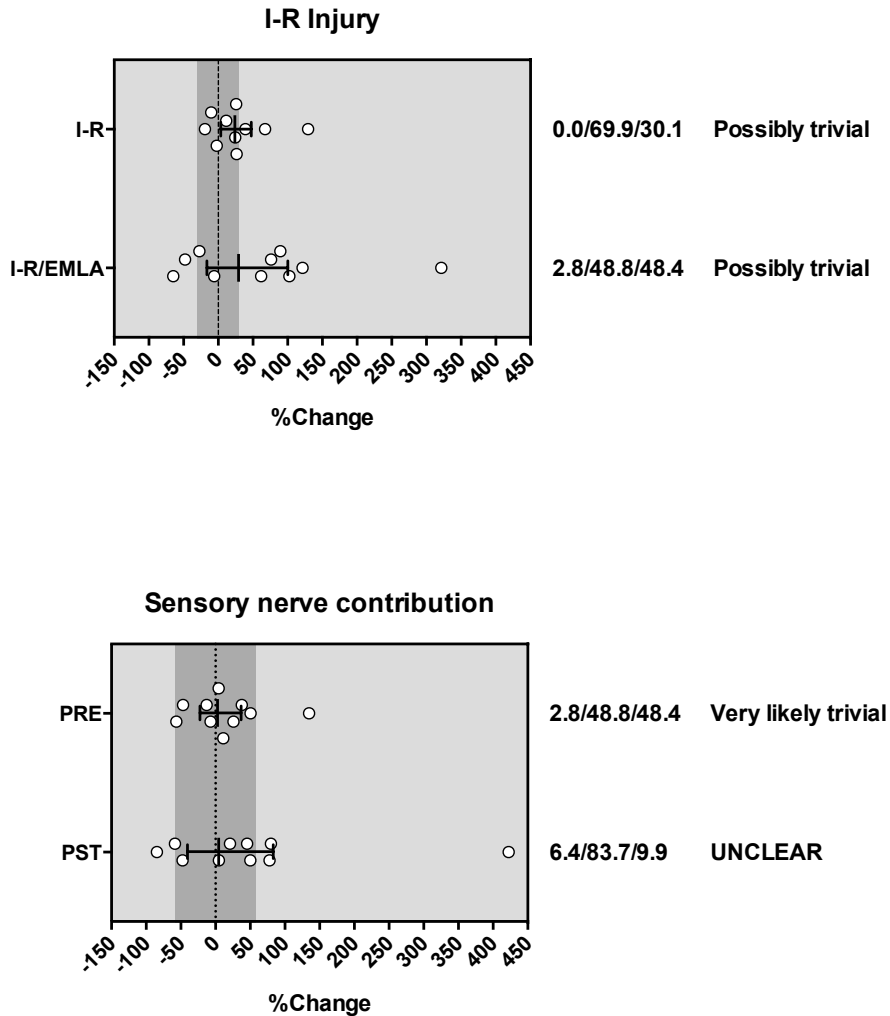 I-R Injury
I-R 0.0/69.9/30.1 Possibly trivial
I-R/EMLA 2.8/48.8/48.4 Possibly trivial
-150 -100 -50 0 50 100 150 200 250 300 350 400 450
%Change
Sensory nerve contribution
PRE 2.8/48.8/48.4 Very likely trivial
PST 6.4/83.7/9.9 UNCLEAR
-150 -100 -50 0 50 100 150 200 250 300 350 400 450
%Change